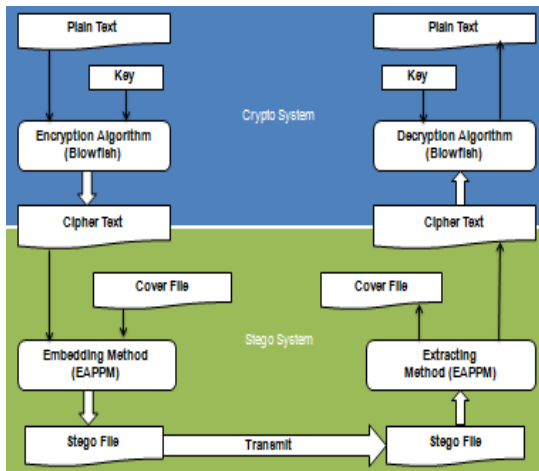 Plain Text
Plain Text
Key
Key
Crypto System
Encryption Algorithm
(Blowfish)
Decryption Algorithm
(Blowfish)
Cipher Text
Cipher Text
Cover File
Cover File
Stego System
Embedding Method
(EAPPM)
Extracting
Method (EAPPM)
Stego File
Transmit
Stego File